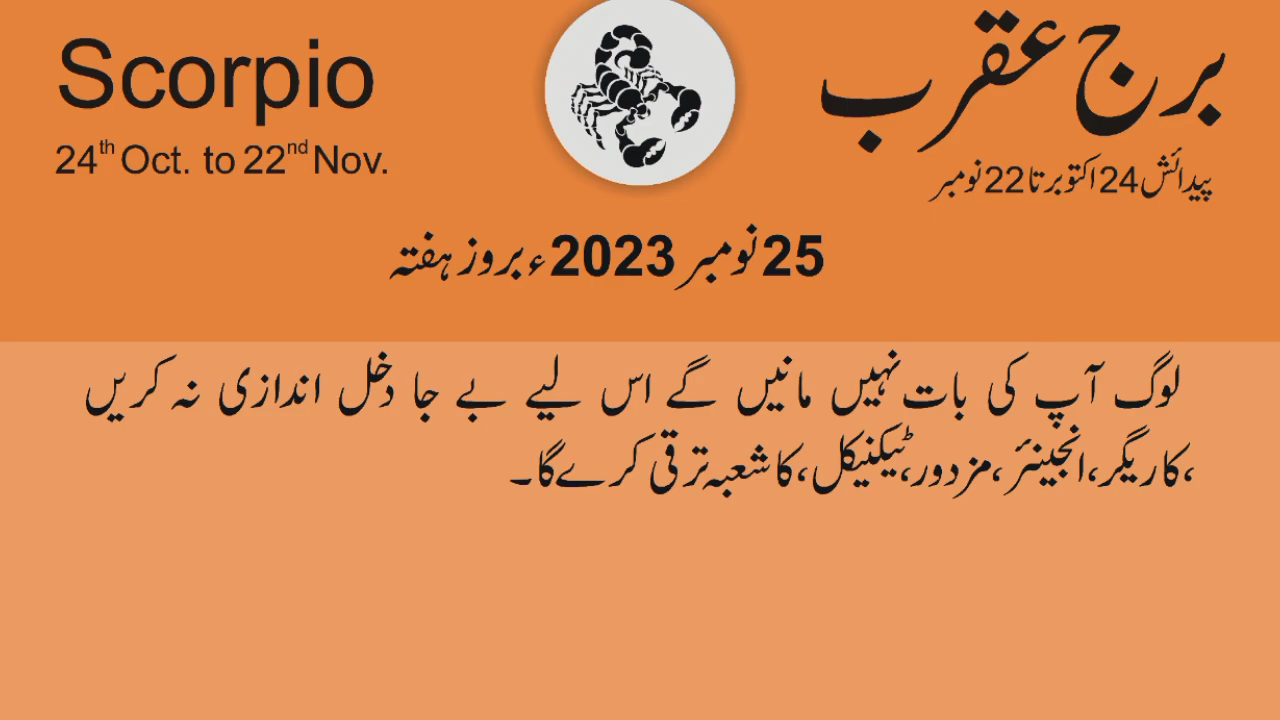 Scorpio
24th Oct. to 22nd Nov.
برج عقرب
پیدائش 24 اکتوبر تا 22 نومبر
25 نومبر 2023ء بروز ہفتہ
لوگ آپ کی بات نہیں مانیں گے اس لیے بے جا دخل اندازی نہ کریں
،کاریگر،انجینئر،مزدور،ٹیکنیکل،کا شعبہ ترقی کرے گا۔